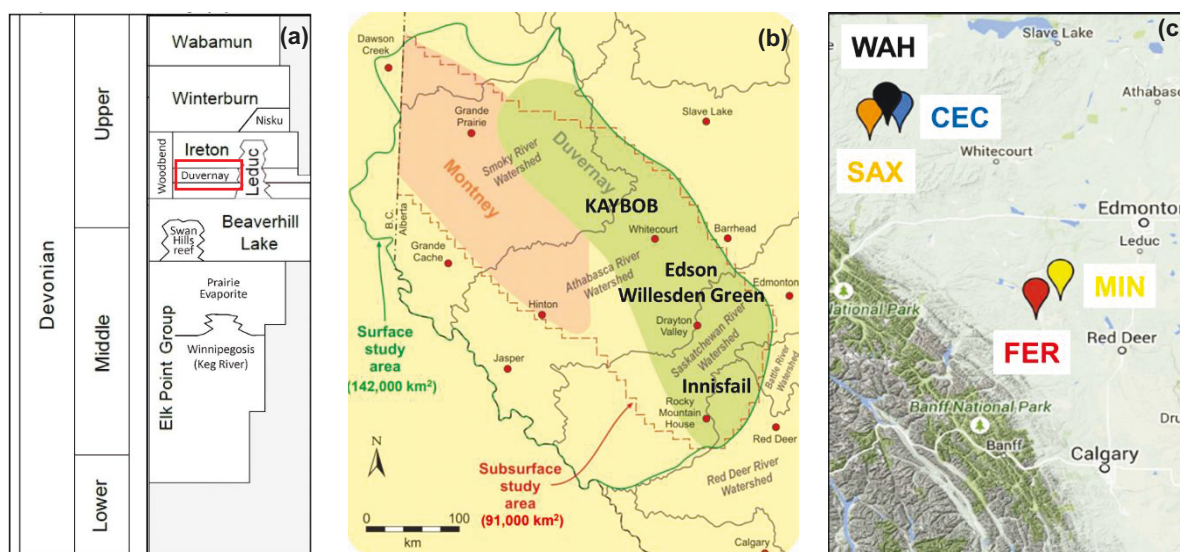 (a)
Devonian
Upper
Middle
Lower
Wabamun
Winterburn
Nisku
Woodbend
Ireton
Duvernay
Leduc
Beaverhill
Lake
Swan
Hills
reef
Elk Point Group
Prairie
Evaporite
Winnipegosis
(Keg River)
(b)
Dawson
Creek
Grande
Prairie
Slave Lake
Smoky River
Watershed
Duvernay
Montney
KAYBOB
B.C.
Alberta
Whitecourt
Barrhead
Grande
Cache
Athabasca River
Watershed
Edson
Willesden Green
Edmonton
Hinton
Drayton
Valley
Surface
study
area
(142,000 km²)
Jasper
Saskatchewan River
Watershed
Battle River
Watershed
Innisfail
Rocky
Mountain
House
Red Deer
N
Subsurface
study
area
(91,000 km²)
Red Deer River
Watershed
0 100
km
Calgary
(c)
Slave Lake
WAH
Athabasca
CEC
SAX
Whitecourt
Edmonton
Leduc
MIN
FER
National Park
Red Deer
Banff National Park
Banff
Dru
Calgary